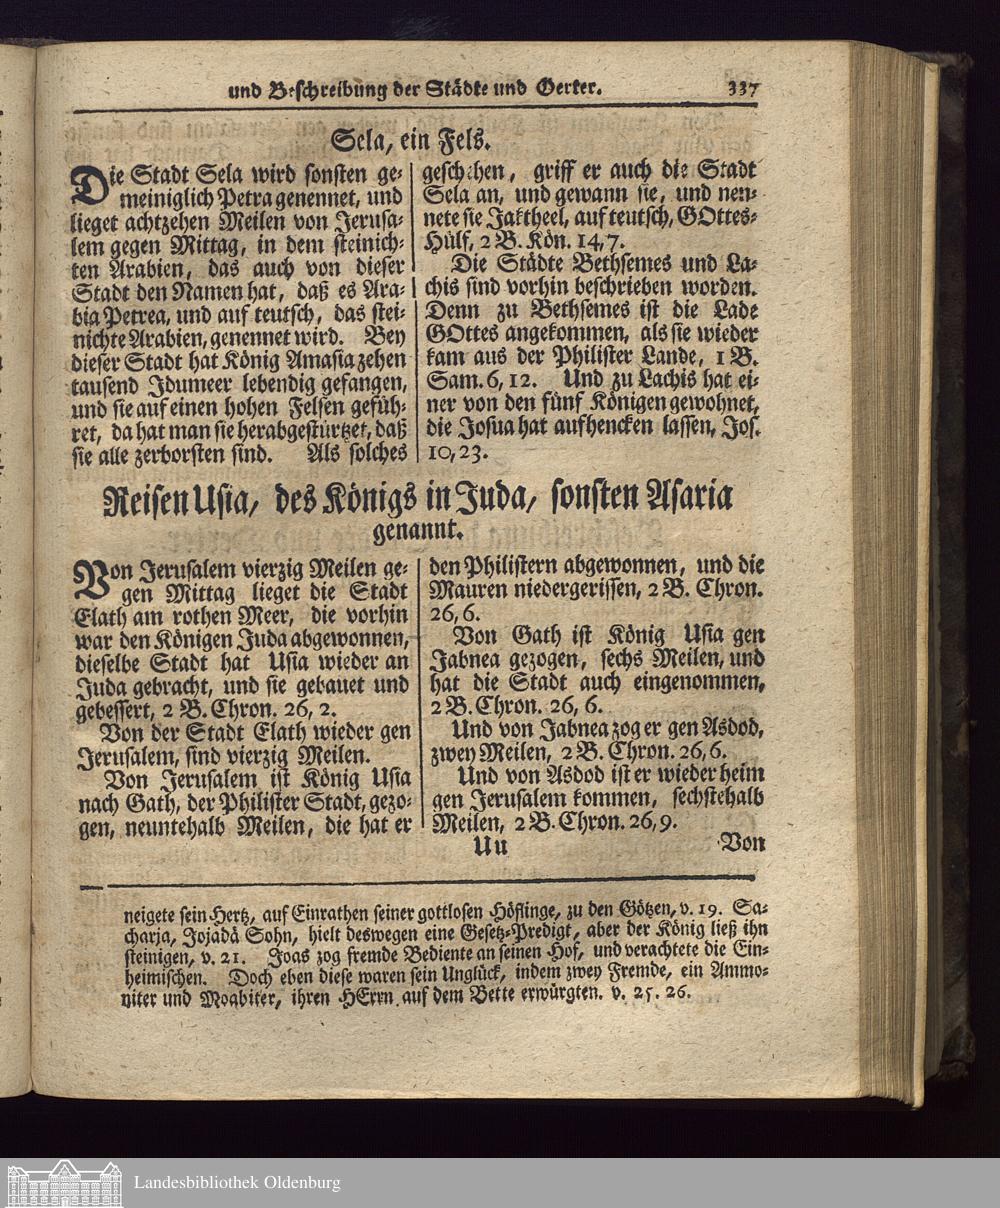 und Beschreibung der Städte und Oerter. 337
Sela, ein Fels.
Die Stadt Sela wird sonsten ge-
meiniglich Petra genennet, und
lieget achtzehen Meilen von Jerusa-
lem gegen Mittag, in dem steinich-
ten Arabien, das auch von dieser
Stadt den Namen hat, daß es Ara-
bia Petrea, und auf teutsch, das stei-
nichte Arabien, genennet wird. Bey
dieser Stadt hat König Amasia zehen
tausend Idumeer lebendig gefangen,
und sie auf einen hohen Felsen gefüh-
ret, da hat man sie herabgestürtzet, daß
sie alle zerborsten sind. Als solches
geschehen, griff er auch die Stadt
Sela an, und gewann sie, und nen-
nete sie Jaktheel, auf teutsch, GOttes-
Hülf, 2 B. Kön. 14, 7.
Die Städte Bethsemes und La-
chis sind vorhin beschrieben worden.
Denn zu Bethsemes ist die Lade
GOttes angekommen, als sie wieder
kam aus der Philister Lande, 1 B.
Sam. 6, 12. Und zu Lachis hat ei-
ner von den fünf Königen gewohnet,
die Josua hat aufhencken lassen, Jos.
10, 23.
Reisen Usia, des Königs in Juda, sonsten Asaria
genannt.
Von Jerusalem vierzig Meilen ge-
gen Mittag lieget die Stadt
Elath am rothen Meer, die vorhin
war den Königen Juda abgewonnen,
dieselbe Stadt hat Usia wieder an
Juda gebracht, und sie gebauet und
gebessert, 2 B. Chron. 26, 2.
Von der Stadt Elath wieder gen
Jerusalem, sind vierzig Meilen.
Von Jerusalem ist König Usia
nach Gath, der Philister Stadt, gezo-
gen, neuntehalb Meilen, die hat er
den Philistern abgewonnen, und die
Mauren niedergerissen, 2 B. Chron.
26, 6.
Von Gath ist König Usia gen
Jabnea gezogen, sechs Meilen, und
hat die Stadt auch eingenommen,
2 B. Chron. 26, 6.
Und von Jabnea zog er gen Asdod,
zwey Meilen, 2 B. Chron. 26, 6.
Und von Asdod ist er wieder heim
gen Jerusalem kommen, sechstehalb
Meilen, 2 B. Chron. 26, 9.
Uu Von
neigete sein Hertz, auf Einrathen seiner gottlosen Höflinge, zu den Götzen, v. 19. Sa-
charja, Jojadä Sohn, hielt deswegen eine Gesetz-Predigt, aber der König ließ ihn
steinigen, v. 21. Joas zog fremde Bediente an seinen Hof, und verachtete die Ein-
heimischen. Doch eben diese waren sein Unglück, indem zwey Fremde, ein Ammo-
niter und Moabiter, ihren HErrn auf dem Bette erwürgten. v. 25. 26.
Landesbibliothek Oldenburg